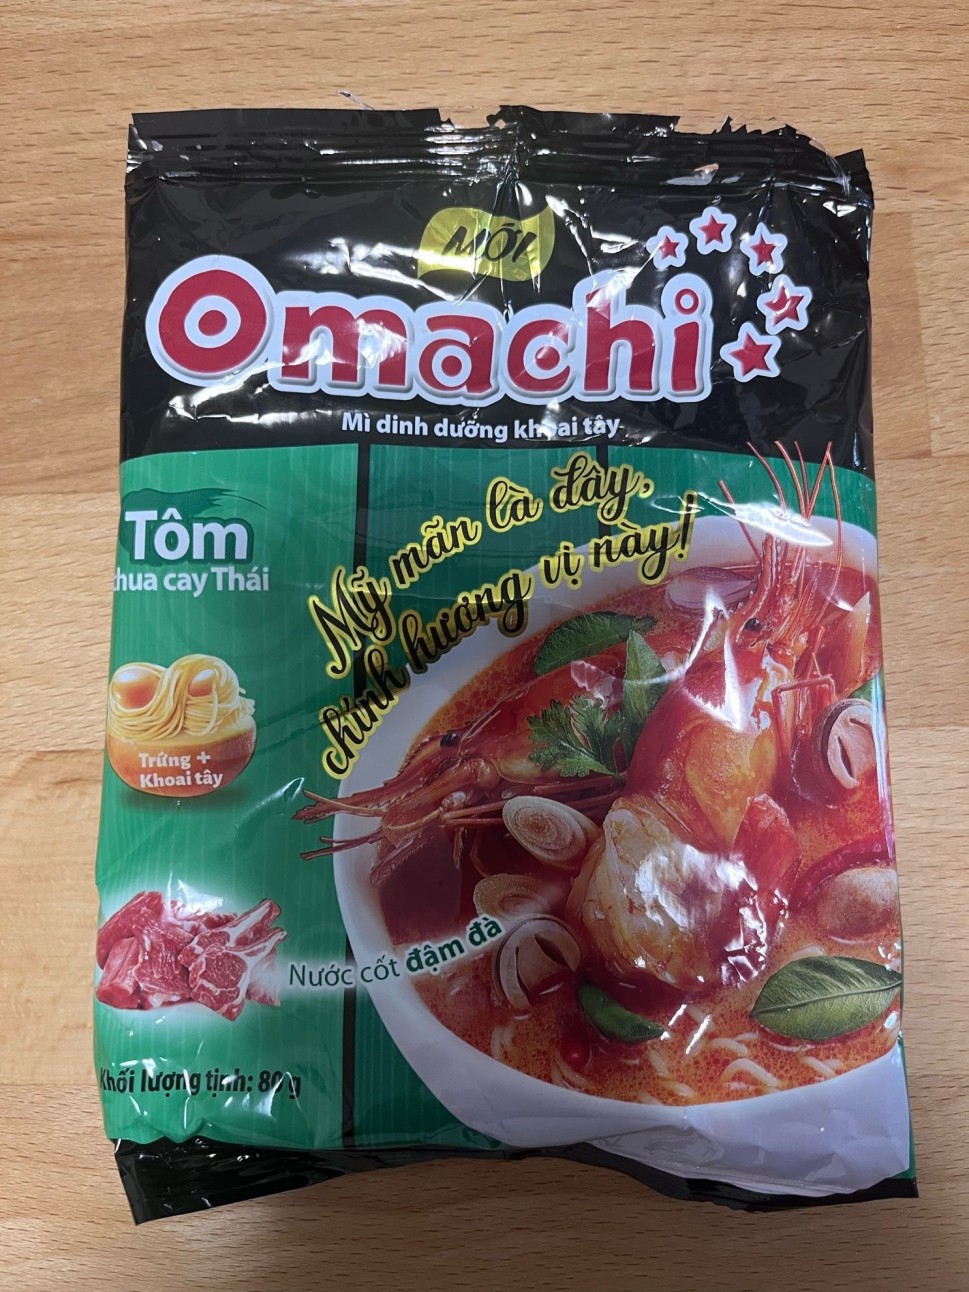 MỚI
Omachi
Mì dinh dưỡng khoai tây
Mỹ mãn là đây,
chính hương vị này!
Tôm
chua cay Thái
Trứng +
Khoai tây
Nước cốt đậm đà
Khối lượng tịnh: 80 g